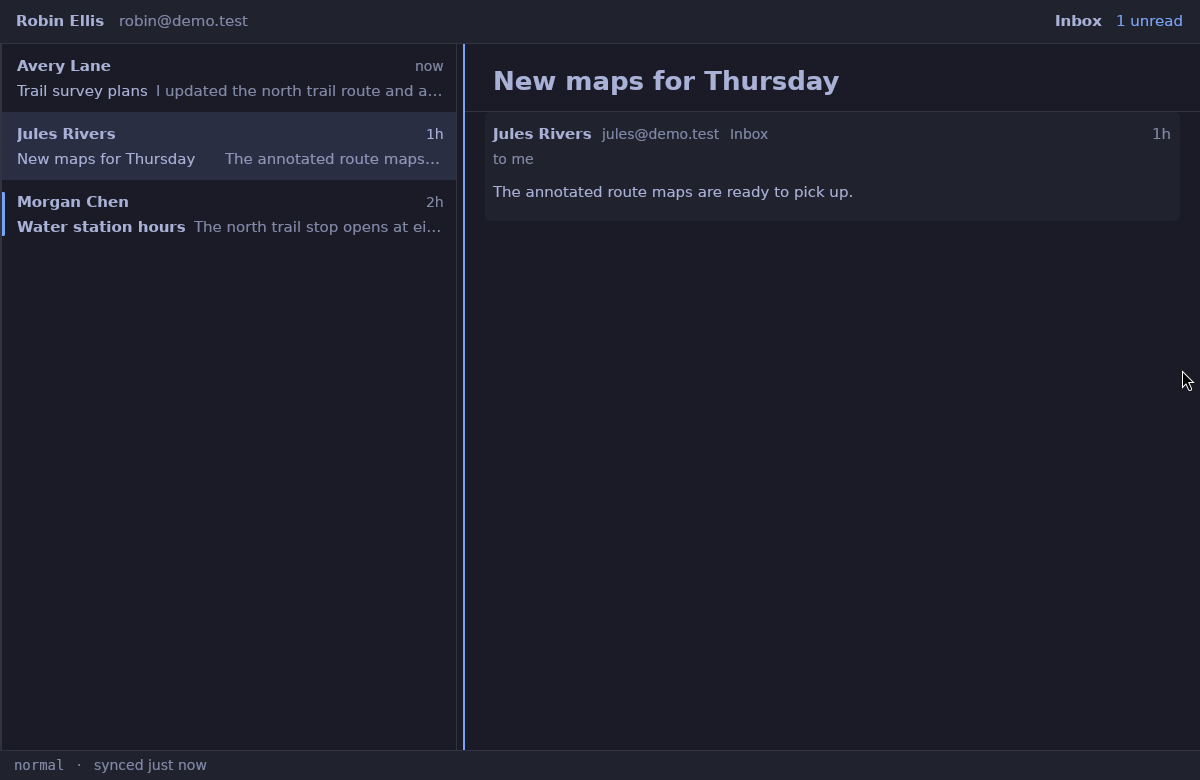 Robin Ellis robin@demo.test Inbox 1 unread
Avery Lane now
Trail survey plans I updated the north trail route and a…
Jules Rivers 1h
New maps for Thursday The annotated route maps…
Morgan Chen 2h
Water station hours The north trail stop opens at ei…
New maps for Thursday
Jules Rivers jules@demo.test Inbox 1h
to me
The annotated route maps are ready to pick up.
normal · synced just now